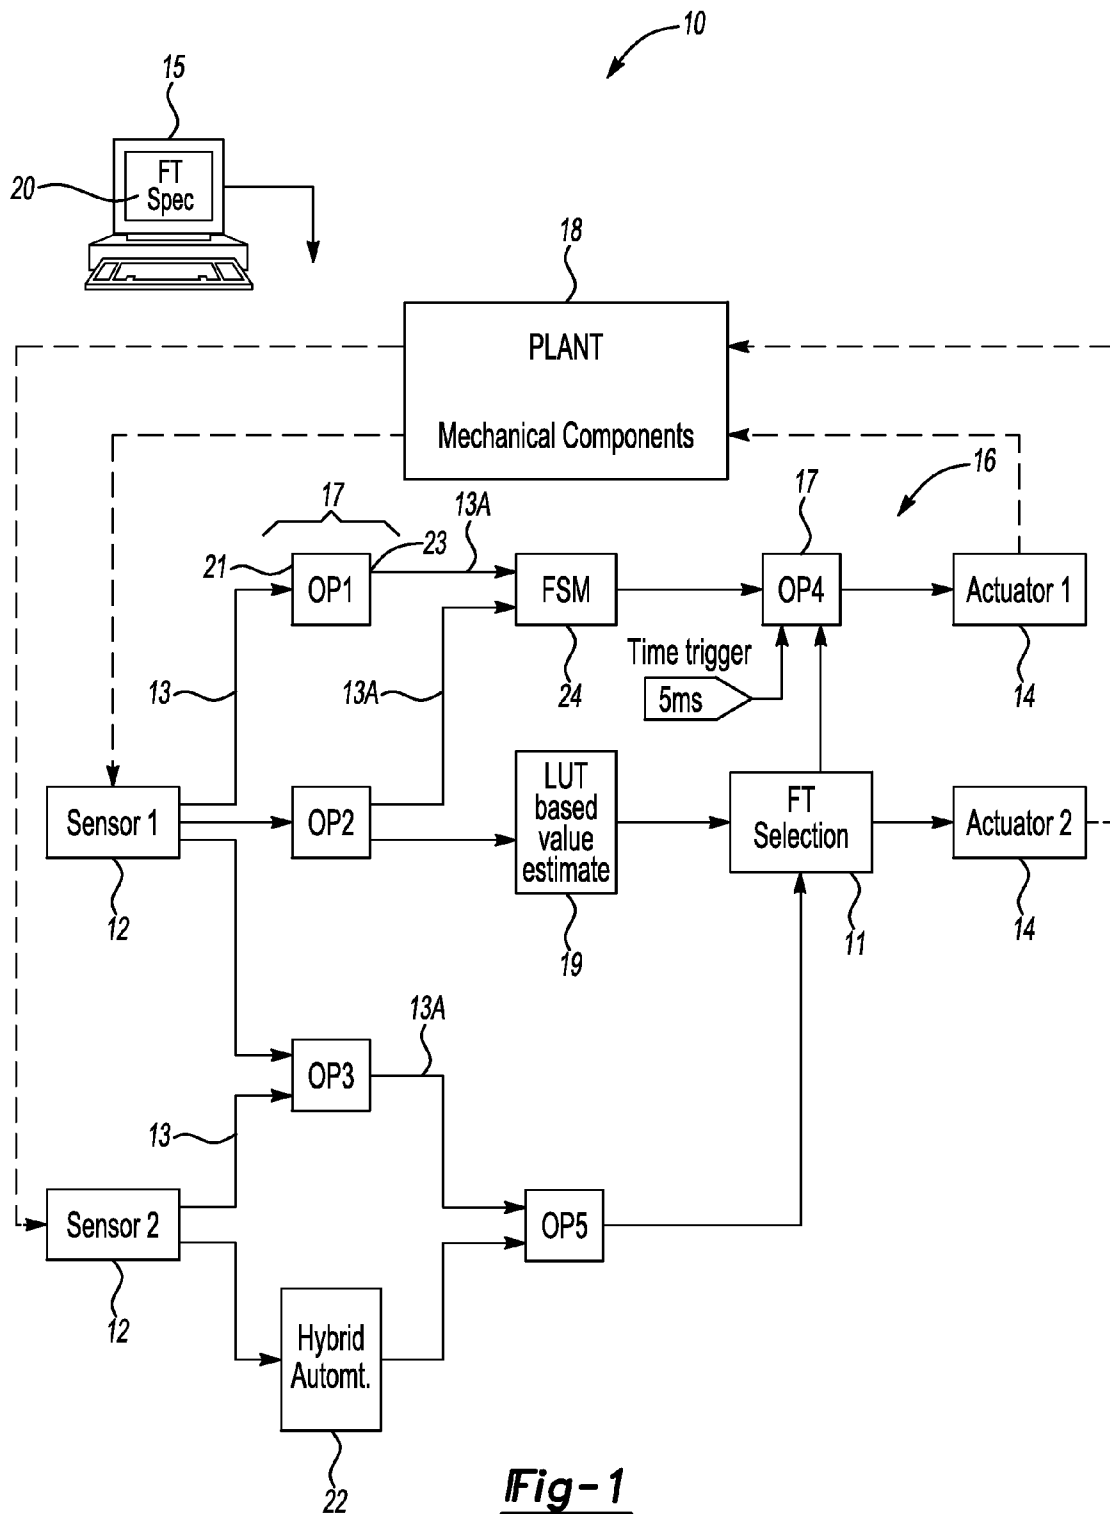 10
15
FT
Spec
20
18
PLANT
Mechanical Components
16
17
13A
17
21
23
OP1
FSM
OP4
Actuator 1
Time trigger
5ms
13
13A
24
14
LUT
based
value
estimate
FT
Selection
Sensor 1
OP2
Actuator 2
12
19
11
14
13A
OP3
13
Sensor 2
OP5
12
Hybrid
Automt.
22
Fig-1